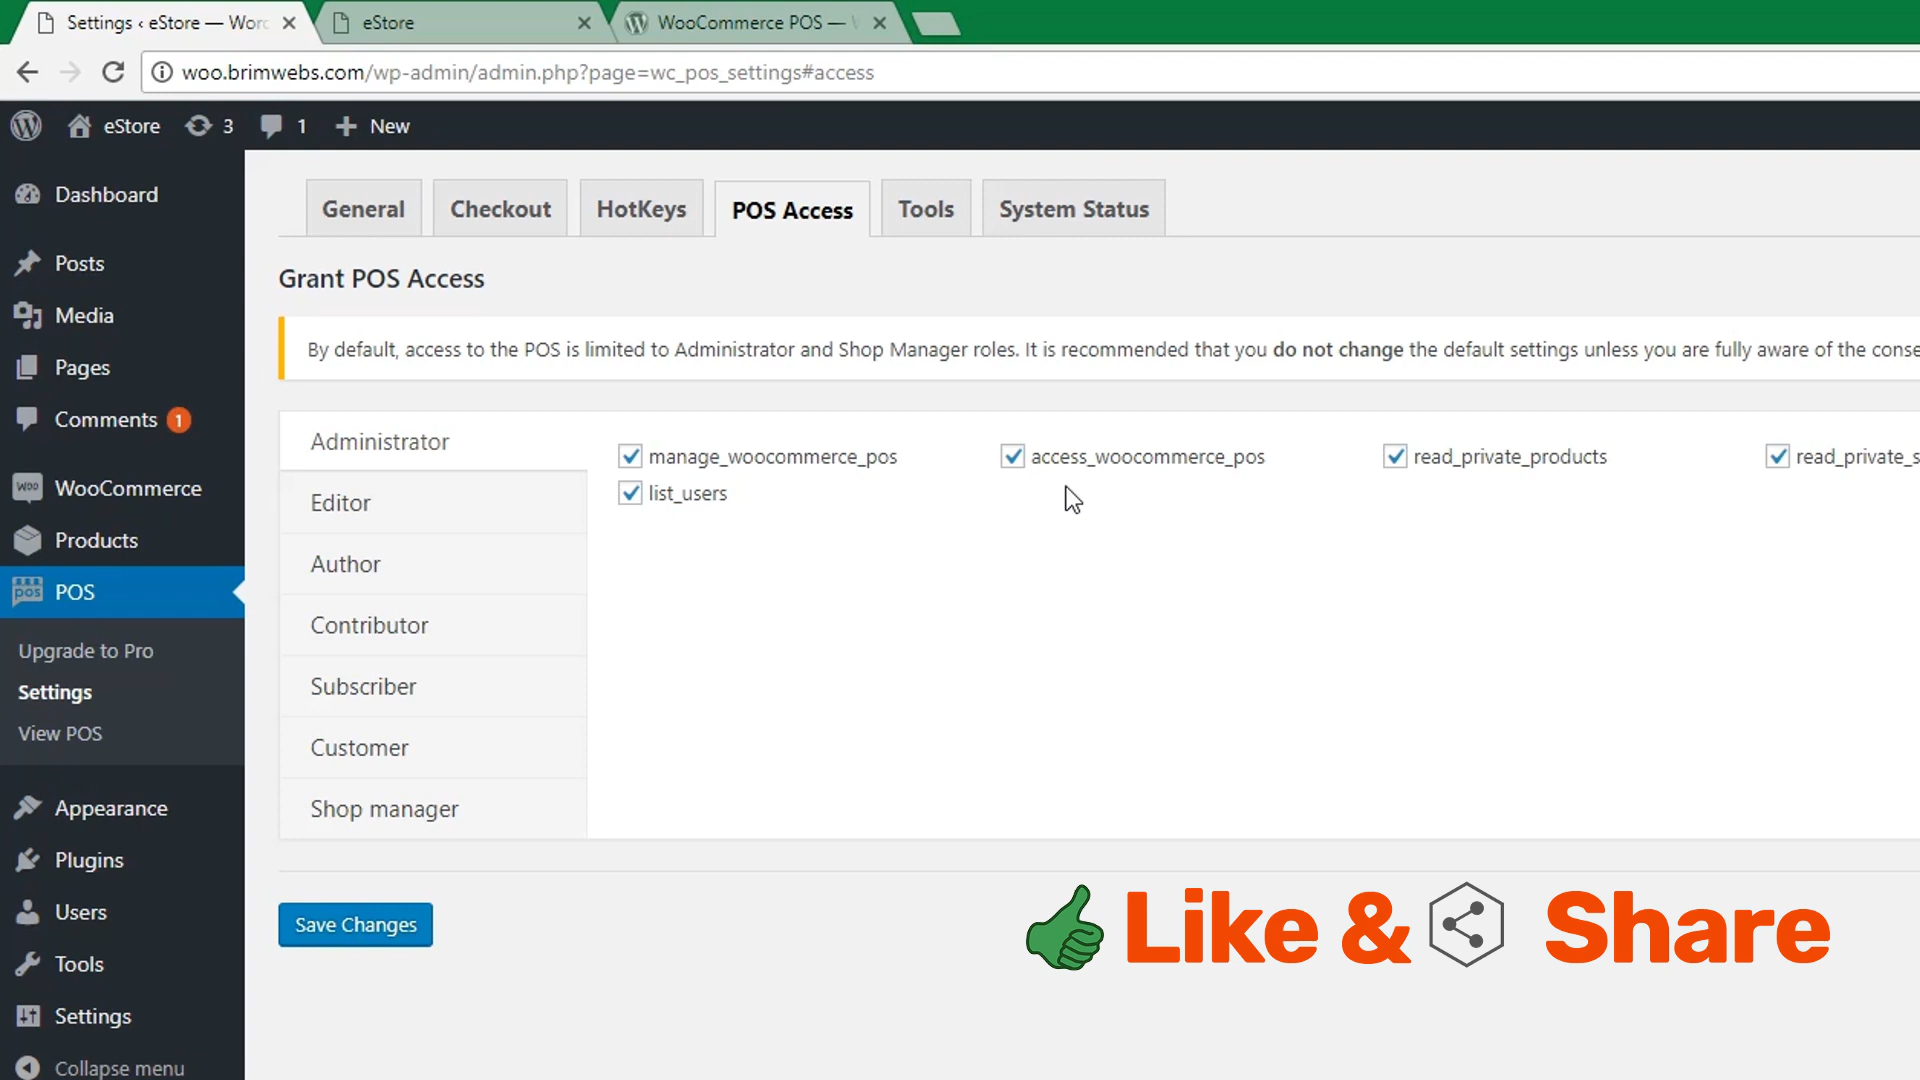 Settings ‹ eStore — Wor
eStore
WooCommerce POS —
woo.brimwebs.com/wp-admin/admin.php?page=wc_pos_settings#access
eStore 3 1 New
Dashboard
Posts
Media
Pages
Comments 1
WooCommerce
Products
pos POS
Upgrade to Pro
Settings
View POS
Appearance
Plugins
Users
Tools
Settings
Collapse menu
General Checkout HotKeys POS Access Tools System Status
Grant POS Access
By default, access to the POS is limited to Administrator and Shop Manager roles. It is recommended that you do not change the default settings unless you are fully aware of the conse
Administrator
Editor
Author
Contributor
Subscriber
Customer
Shop manager
manage_woocommerce_pos access_woocommerce_pos read_private_products read_private_s
list_users
Save Changes
Like & Share